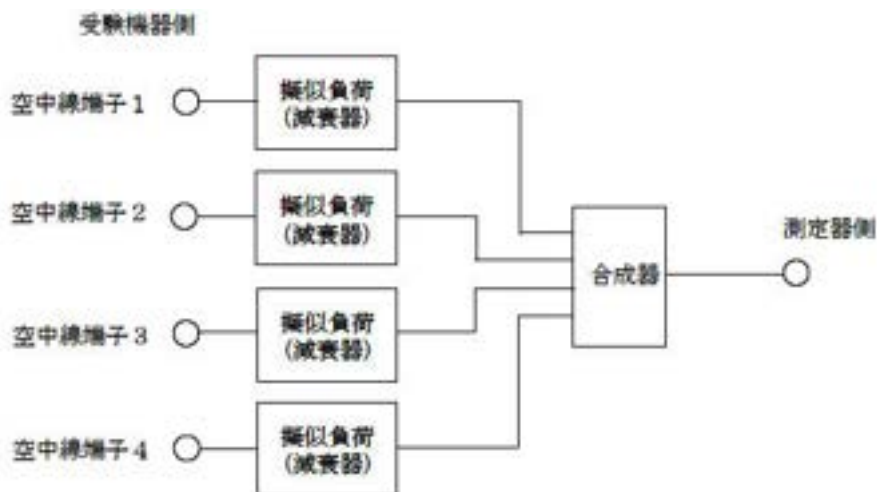 受験機器側
空中線端子1
擬似負荷
(減衰器)
空中線端子2
擬似負荷
(減衰器)
測定器側
合成器
空中線端子3
擬似負荷
(減衰器)
空中線端子4
擬似負荷
(減衰器)